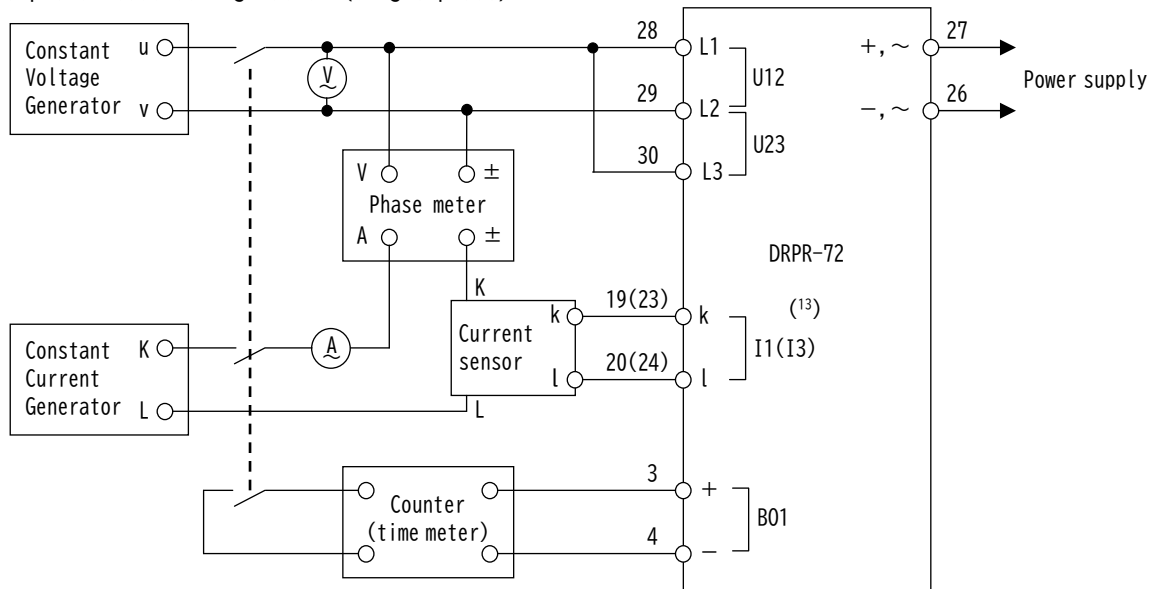 Constant
Voltage
Generator
u
v
V
28
29
30
L1
L2
L3
U12
U23
+,~
−,~
27
26
Power supply
V
±
Phase meter
A
±
DRPR−72
(13)
K
Current
sensor
k
l
L
19(23)
20(24)
k
l
I1(I3)
Constant
Current
Generator
K
L
A
Counter
(time meter)
3
4
+
−
BO1